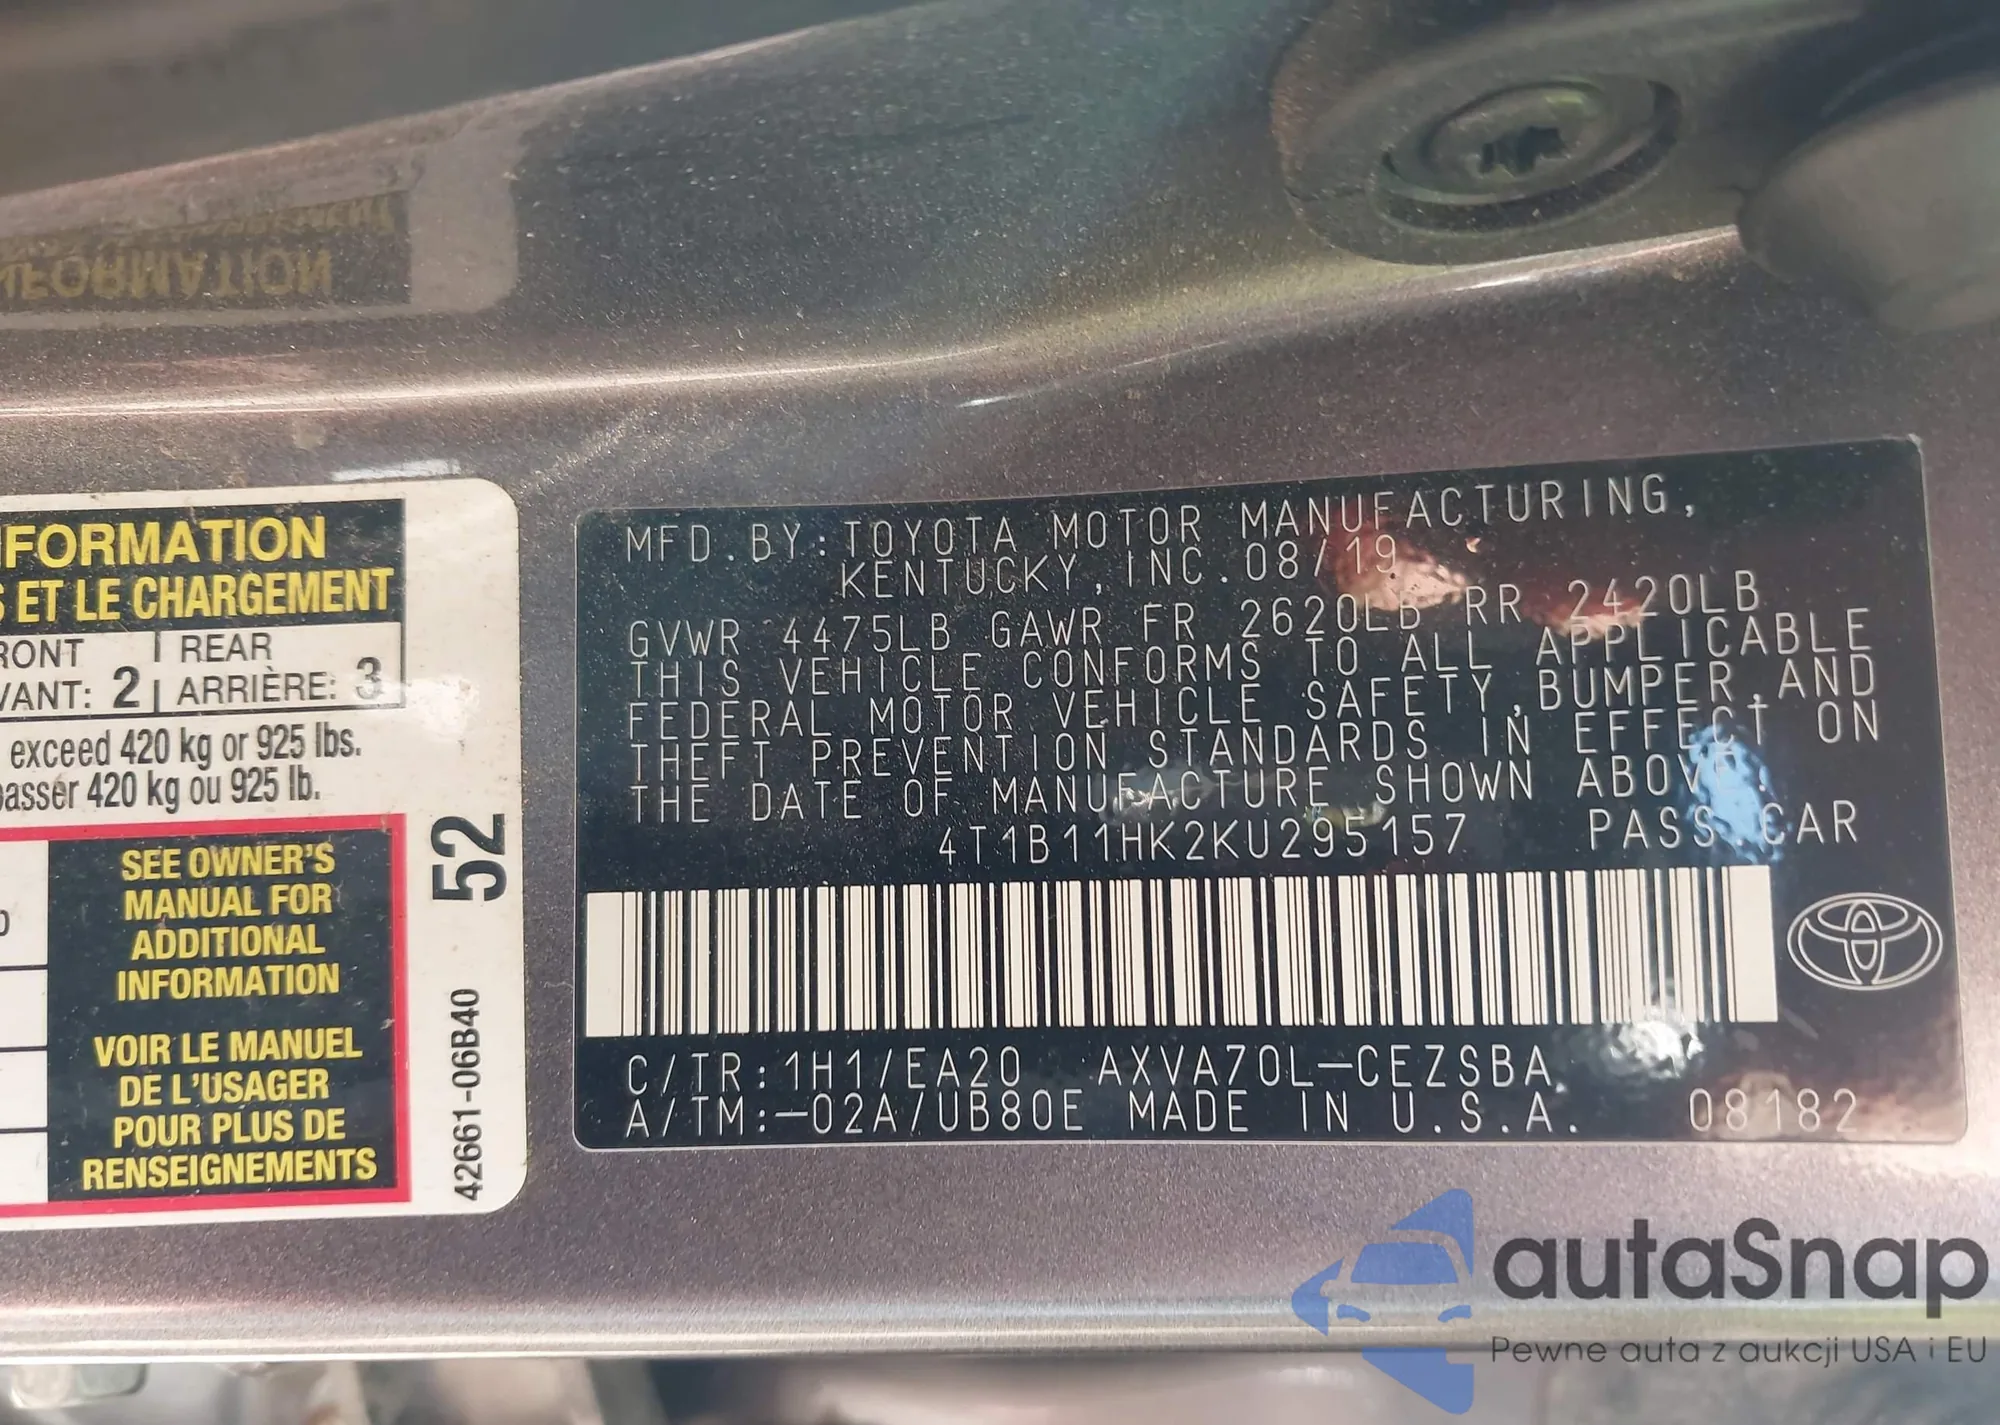 INFORMATION
S ET LE CHARGEMENT
RONT | REAR
VANT: 2 | ARRIÈRE: 3
exceed 420 kg or 925 lbs.
passer 420 kg ou 925 lb.
SEE OWNER'S
MANUAL FOR
ADDITIONAL
INFORMATION
VOIR LE MANUEL
DE L'USAGER
POUR PLUS DE
RENSEIGNEMENTS
52
42661-06B40
MFD.BY:TOYOTA MOTOR MANUFACTURING,
KENTUCKY,INC.08/19
GVWR 4475LB GAWR FR 2620LB RR 2420LB
THIS VEHICLE CONFORMS TO ALL APPLICABLE
FEDERAL MOTOR VEHICLE SAFETY,BUMPER,AND
THEFT PREVENTION STANDARDS IN EFFECT ON
THE DATE OF MANUFACTURE SHOWN ABOVE.
4T1B11HK2KU295157 PASS.CAR
C/TR:1H1/EA20 AXVA70L-CEZSBA
A/TM:-02A/UB80E MADE IN U.S.A. 08182
autaSnap
Pewne auta z aukcji USA i EU